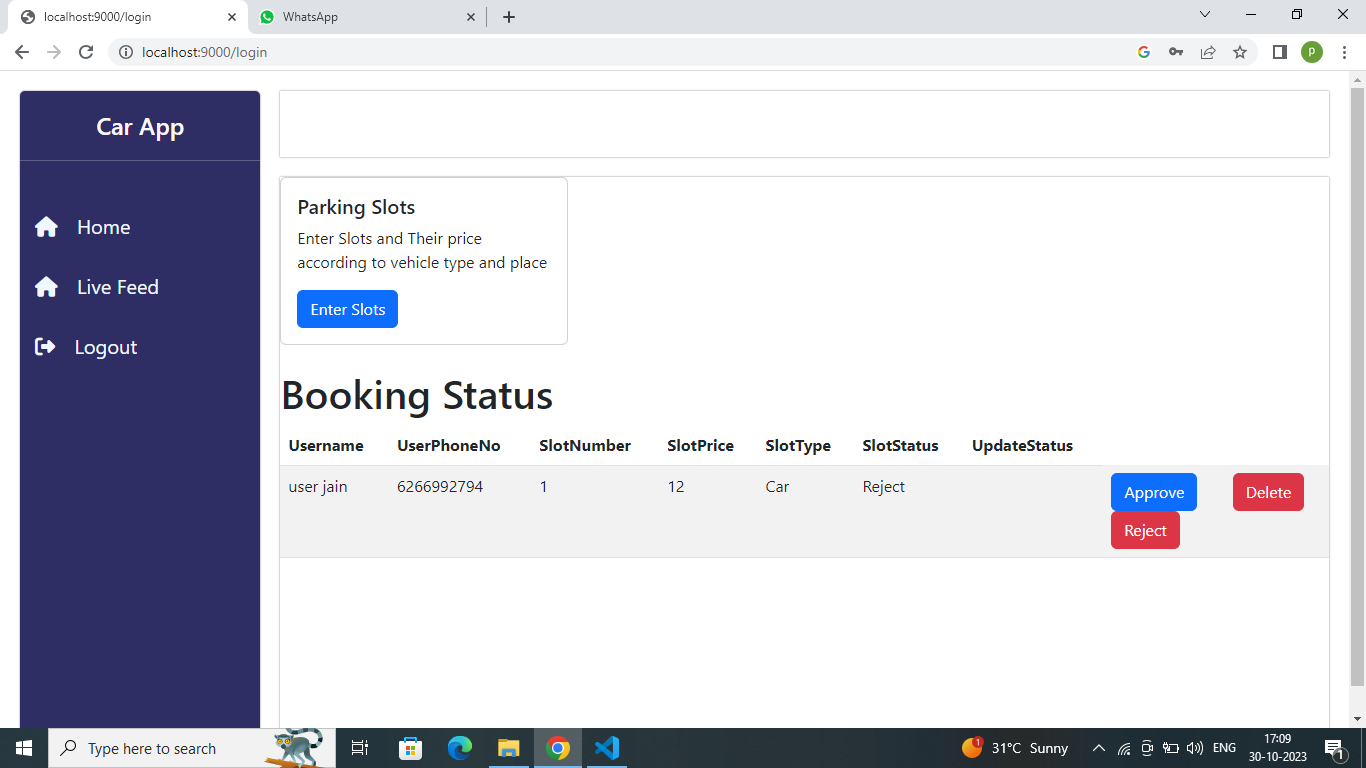 localhost:9000/login
WhatsApp
localhost:9000/login
P
Car App
Home
Live Feed
Logout
Parking Slots
Enter Slots and Their price
according to vehicle type and place
Enter Slots
Booking Status
Username UserPhoneNo SlotNumber SlotPrice SlotType SlotStatus UpdateStatus
user jain 6266992794 1 12 Car Reject Approve Delete
Reject
Type here to search
1
31°C Sunny
ENG
17:09
30-10-2023
1